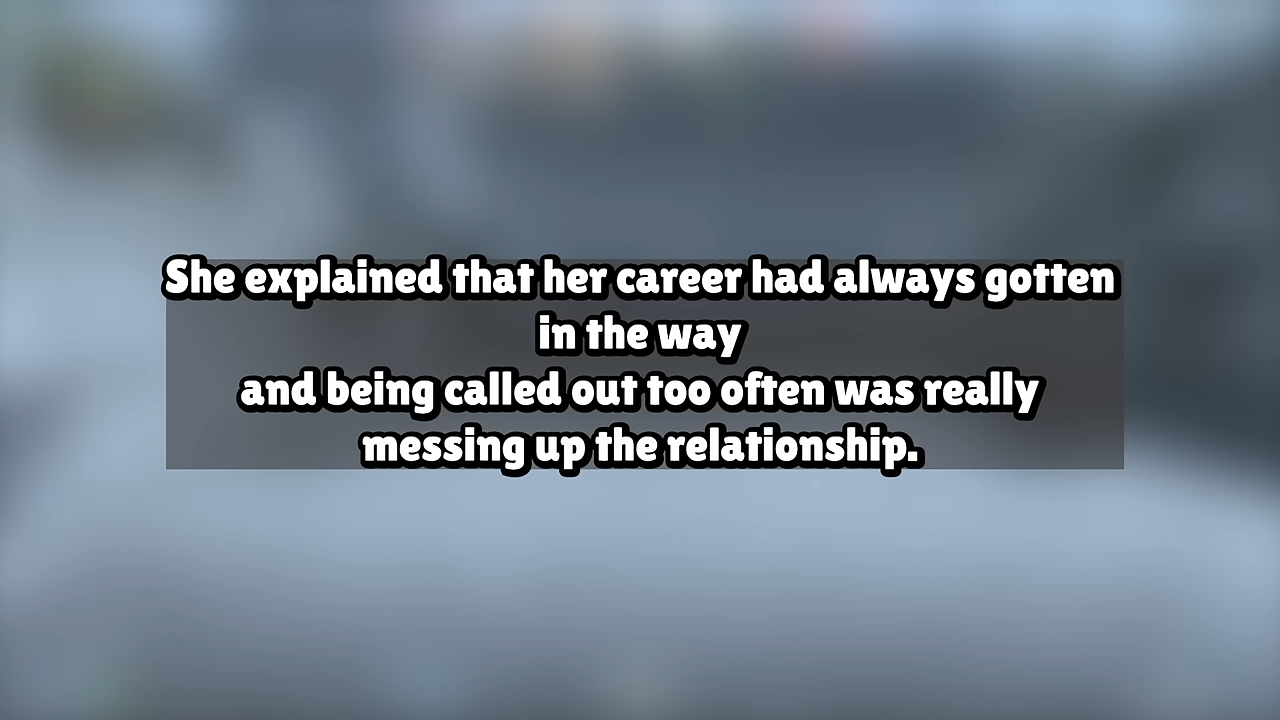 She explained that her career had always gotten
in the way
and being called out too often was really
messing up the relationship.